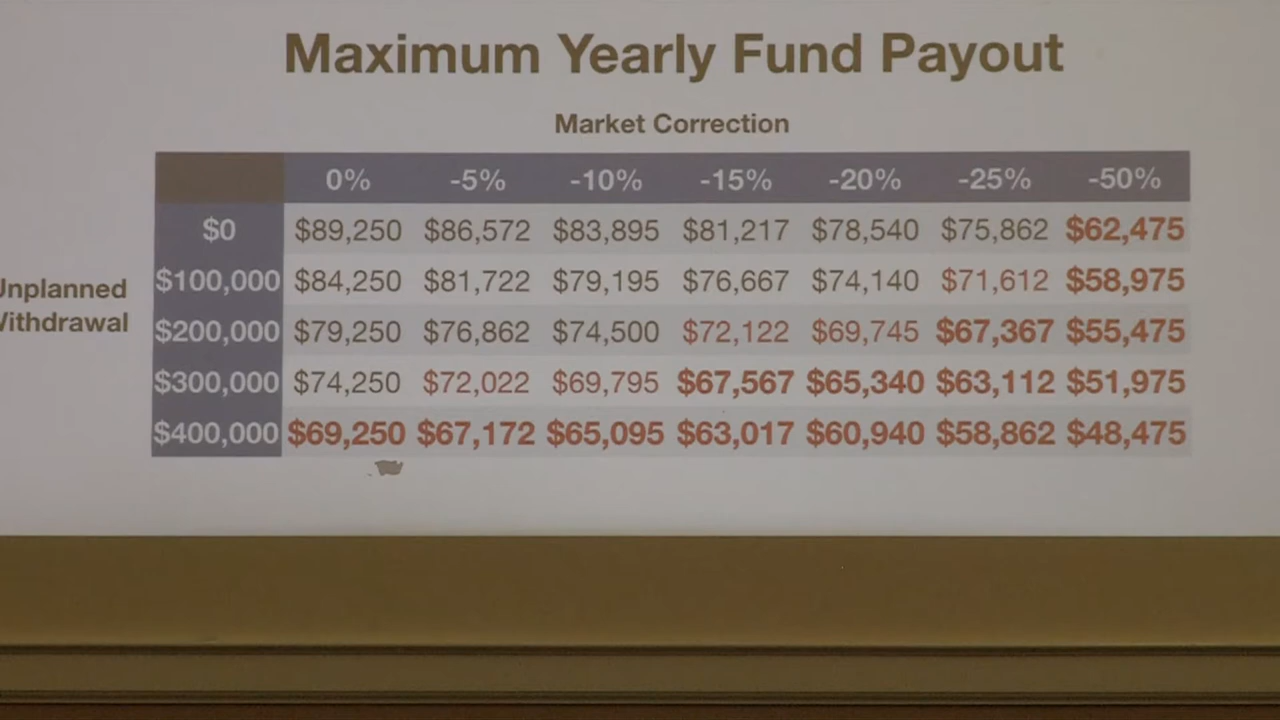 Maximum Yearly Fund Payout
Market Correction
0% -5% -10% -15% -20% -25% -50%
$0 $89,250 $86,572 $83,895 $81,217 $78,540 $75,862 $62,475
$100,000 $84,250 $81,722 $79,195 $76,667 $74,140 $71,612 $58,975
Unplanned
Withdrawal
$200,000 $79,250 $76,862 $74,500 $72,122 $69,745 $67,367 $55,475
$300,000 $74,250 $72,022 $69,795 $67,567 $65,340 $63,112 $51,975
$400,000 $69,250 $67,172 $65,095 $63,017 $60,940 $58,862 $48,475